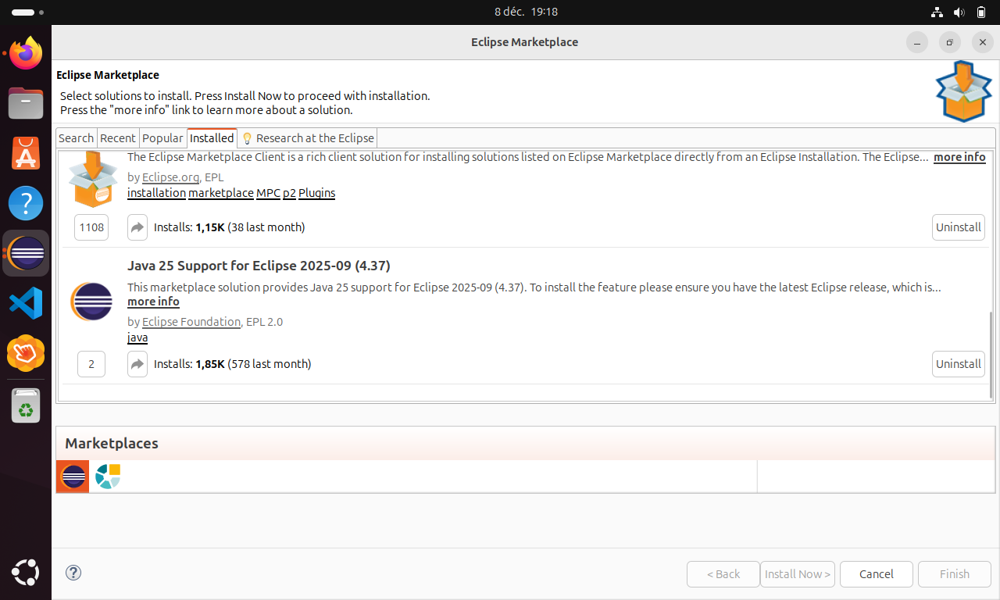 8 déc. 19:18
Eclipse Marketplace
Eclipse Marketplace
Select solutions to install. Press Install Now to proceed with installation.
Press the "more info" link to learn more about a solution.
Search Recent Popular Installed Research at the Eclipse
The Eclipse Marketplace Client is a rich client solution for installing solutions listed on Eclipse Marketplace directly from an Eclipse Installation. The Eclipse... more info
by Eclipse.org, EPL
installation marketplace MPC p2 Plugins
1108 Installs: 1,15K (38 last month) Uninstall
Java 25 Support for Eclipse 2025-09 (4.37)
This marketplace solution provides Java 25 support for Eclipse 2025-09 (4.37). To install the feature please ensure you have the latest Eclipse release, which is...
more info
by Eclipse Foundation, EPL 2.0
java
2 Installs: 1,85K (578 last month) Uninstall
Marketplaces
< Back Install Now > Cancel Finish